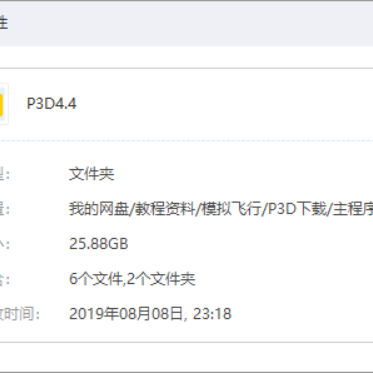 性
P3D4.4
型: 文件夹
置: 我的网盘/教程资料/模拟飞行/P3D下载/主程序
小: 25.88GB
含: 6个文件,2个文件夹
改时间: 2019年08月08日, 23:18